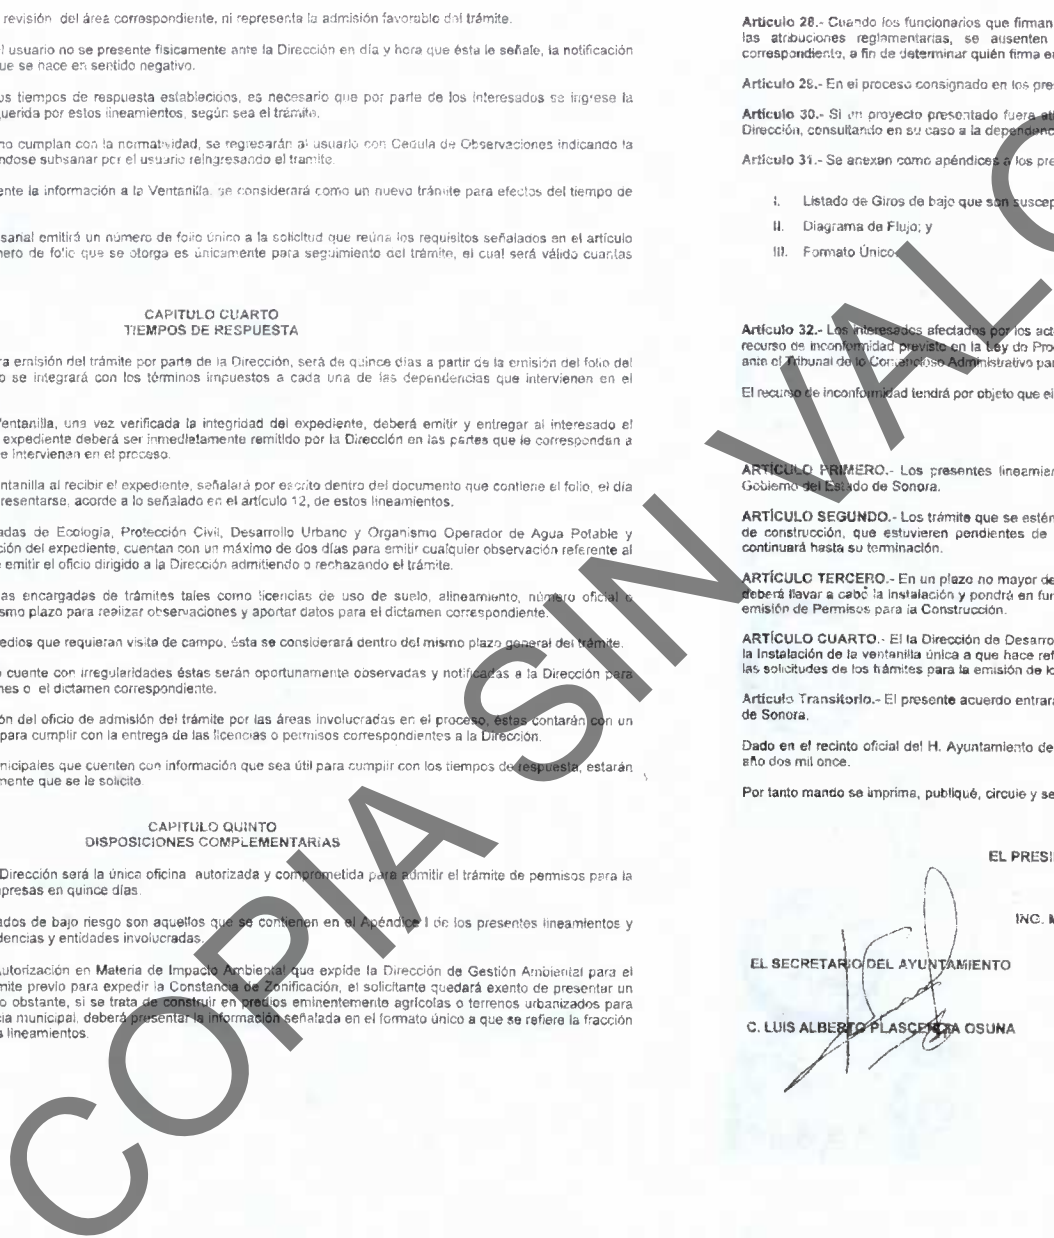 revisión del área correspondiente, ni representa la admisión favorable del trámite.
usuario no se presente físicamente ante la Dirección en día y hora que ésta le señale, la notificación
que se hace en sentido negativo.
os tiempos de respuesta establecidos, es necesario que por parte de los interesados se ingrese la
uerida por estos lineamientos, según sea el trámite.
no cumplan con la normatividad, se regresarán al usuario con Cedula de Observaciones indicando la
ndose subsanar por el usuario reingresando el tramite.
ente la información a la Ventanilla, se considerará como un nuevo trámite para efectos del tiempo de
sarial emitirá un número de folio único a la solicitud que reúna los requisitos señalados en el artículo
mero de folio que se otorga es únicamente para seguimiento del trámite, el cual será válido cuantas
CAPITULO CUARTO
TIEMPOS DE RESPUESTA
ra emisión del trámite por parte de la Dirección, será de quince días a partir de la emisión del folio del
o se integrará con los términos impuestos a cada una de las dependencias que intervienen en el
Ventanilla, una vez verificada la integridad del expediente, deberá emitir y entregar al interesado el
expediente deberá ser inmediatamente remitido por la Dirección en las partes que le correspondan a
e intervienen en el proceso.
ntanilla al recibir el expediente, señalará por escrito dentro del documento que contiene el folio, el día
resentarse, acorde a lo señalado en el artículo 12, de estos lineamientos.
adas de Ecología, Protección Civil, Desarrollo Urbano y Organismo Operador de Agua Potable y
ción del expediente, cuentan con un máximo de dos días para emitir cualquier observación referente al
e emitir el oficio dirigido a la Dirección admitiendo o rechazando el trámite.
as encargadas de trámites tales como licencias de uso de suelo, alineamiento, número oficial o
ismo plazo para realizar observaciones y aportar datos para el dictamen correspondiente.
edios que requieran visita de campo, ésta se considerará dentro del mismo plazo general del trámite.
o cuente con irregularidades éstas serán oportunamente observadas y notificadas a la Dirección para
nes o el dictamen correspondiente.
ón del oficio de admisión del trámite por las áreas involucradas en el proceso, éstas contarán con un
para cumplir con la entrega de las licencias o permisos correspondientes a la Dirección.
nicipales que cuenten con información que sea útil para cumplir con los tiempos de respuesta, estarán
mente que se le solicite.
CAPITULO QUINTO
DISPOSICIONES COMPLEMENTARIAS
Dirección será la única oficina autorizada y comprometida para admitir el trámite de permisos para la
presas en quince días.
ados de bajo riesgo son aquellos que se contienen en el Apéndice I de los presentes lineamientos y
dencias y entidades involucradas.
utorización en Materia de Impacto Ambiental que expide la Dirección de Gestión Ambiental para el
mite previo para expedir la Constancia de Zonificación, el solicitante quedará exento de presentar un
o obstante, si se trata de construir en predios eminentemente agrícolas o terrenos urbanizados para
cia municipal, deberá presentar la información señalada en el formato único a que se refiere la fracción
s lineamientos.
Artículo 28.- Cuando los funcionarios que firman
las atribuciones reglamentarias, se ausenten
correspondiente, a fin de determinar quién firma e
Artículo 29.- En el proceso consignado en los pre
Artículo 30.- Si un proyecto presentado fuera
Dirección, consultando en su caso a la dependenc
Artículo 31.- Se anexan como apéndices a los pre
I. Listado de Giros de bajo que son suscep
II. Diagrama de Flujo; y
III. Formato Único
Artículo 32.- Los interesados afectados por los act
recurso de inconformidad previsto en la Ley de Pro
ante el Tribunal de lo Contencioso Administrativo par
El recurso de inconformidad tendrá por objeto que el
ARTÍCULO PRIMERO.- Los presentes lineamie
Gobierno del Estado de Sonora.
ARTÍCULO SEGUNDO.- Los trámite que se estén
de construcción, que estuvieren pendientes de
continuará hasta su terminación.
ARTÍCULO TERCERO.- En un plazo no mayor de
deberá llevar a cabo la instalación y pondrá en fun
emisión de Permisos para la Construcción.
ARTÍCULO CUARTO.- El la Dirección de Desarro
la Instalación de la ventanilla única a que hace ref
las solicitudes de los trámites para la emisión de lo
Artículo Transitorio.- El presente acuerdo entrara
de Sonora.
Dado en el recinto oficial del H. Ayuntamiento de
año dos mil once.
Por tanto mando se imprima, publiqué, circule y se
EL PRESI
ING. M
EL SECRETARIO DEL AYUNTAMIENTO
C. LUIS ALBERTO PLASCENCIA OSUNA
COPIA SIN VALO